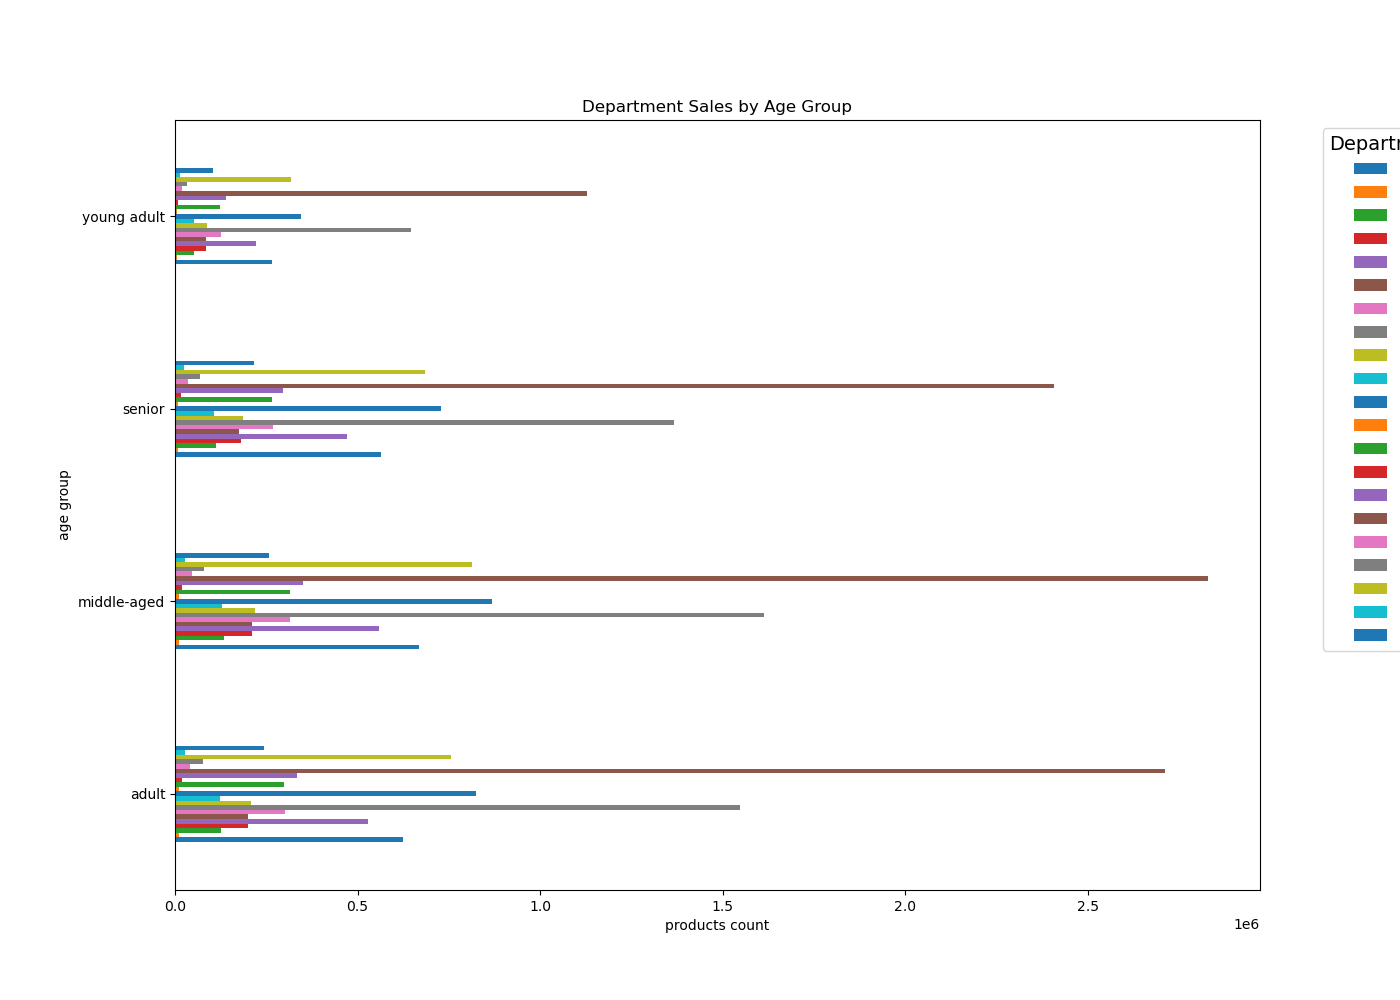 Department Sales by Age Group
young adult
senior
middle-aged
adult
age group
0.0 0.5 1.0 1.5 2.0 2.5
products count
1e6